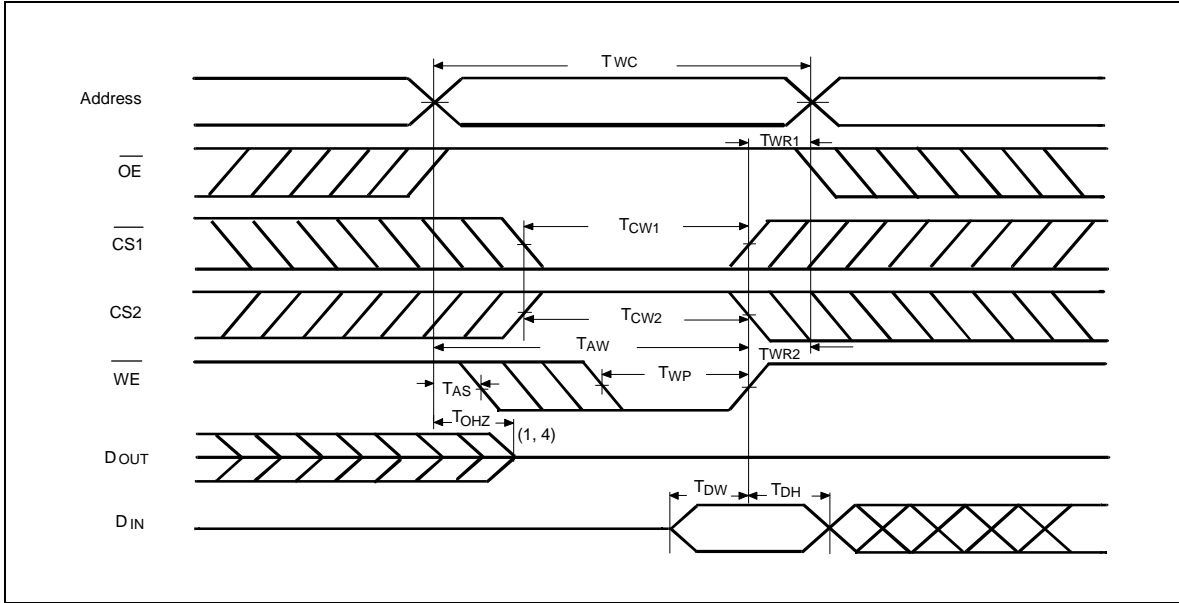 TWC
Address
TWR1
OE
TCW1
CS1
CS2
TCW2
TAW
TWR2
WE
TAS
TWP
TOHZ
(1, 4)
DOUT
TDW
TDH
DIN